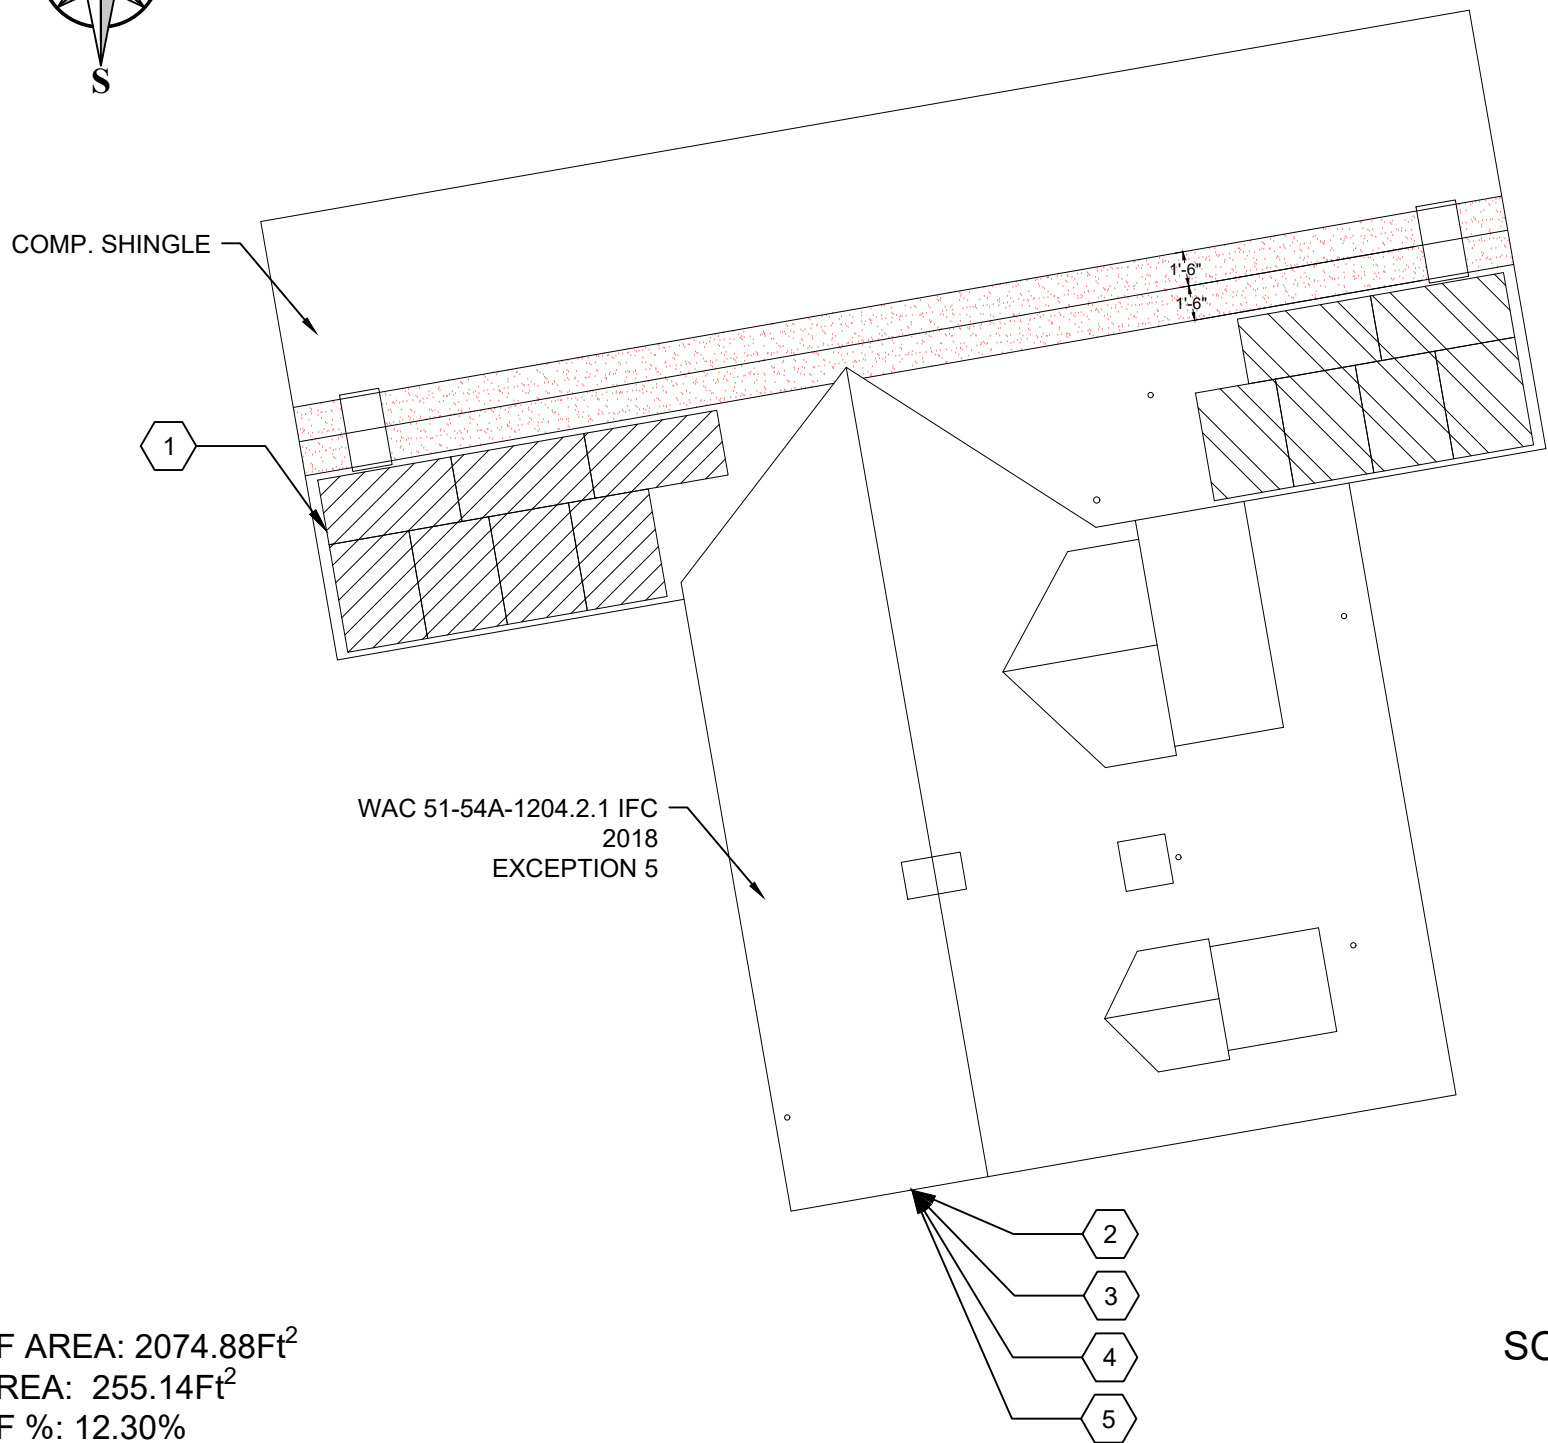 S
COMP. SHINGLE
1'-6"
1'-6"
1
WAC 51-54A-1204.2.1 IFC
2018
EXCEPTION 5
2
3
4
5
F AREA: 2074.88Ft²
REA: 255.14Ft²
F %: 12.30%
SC